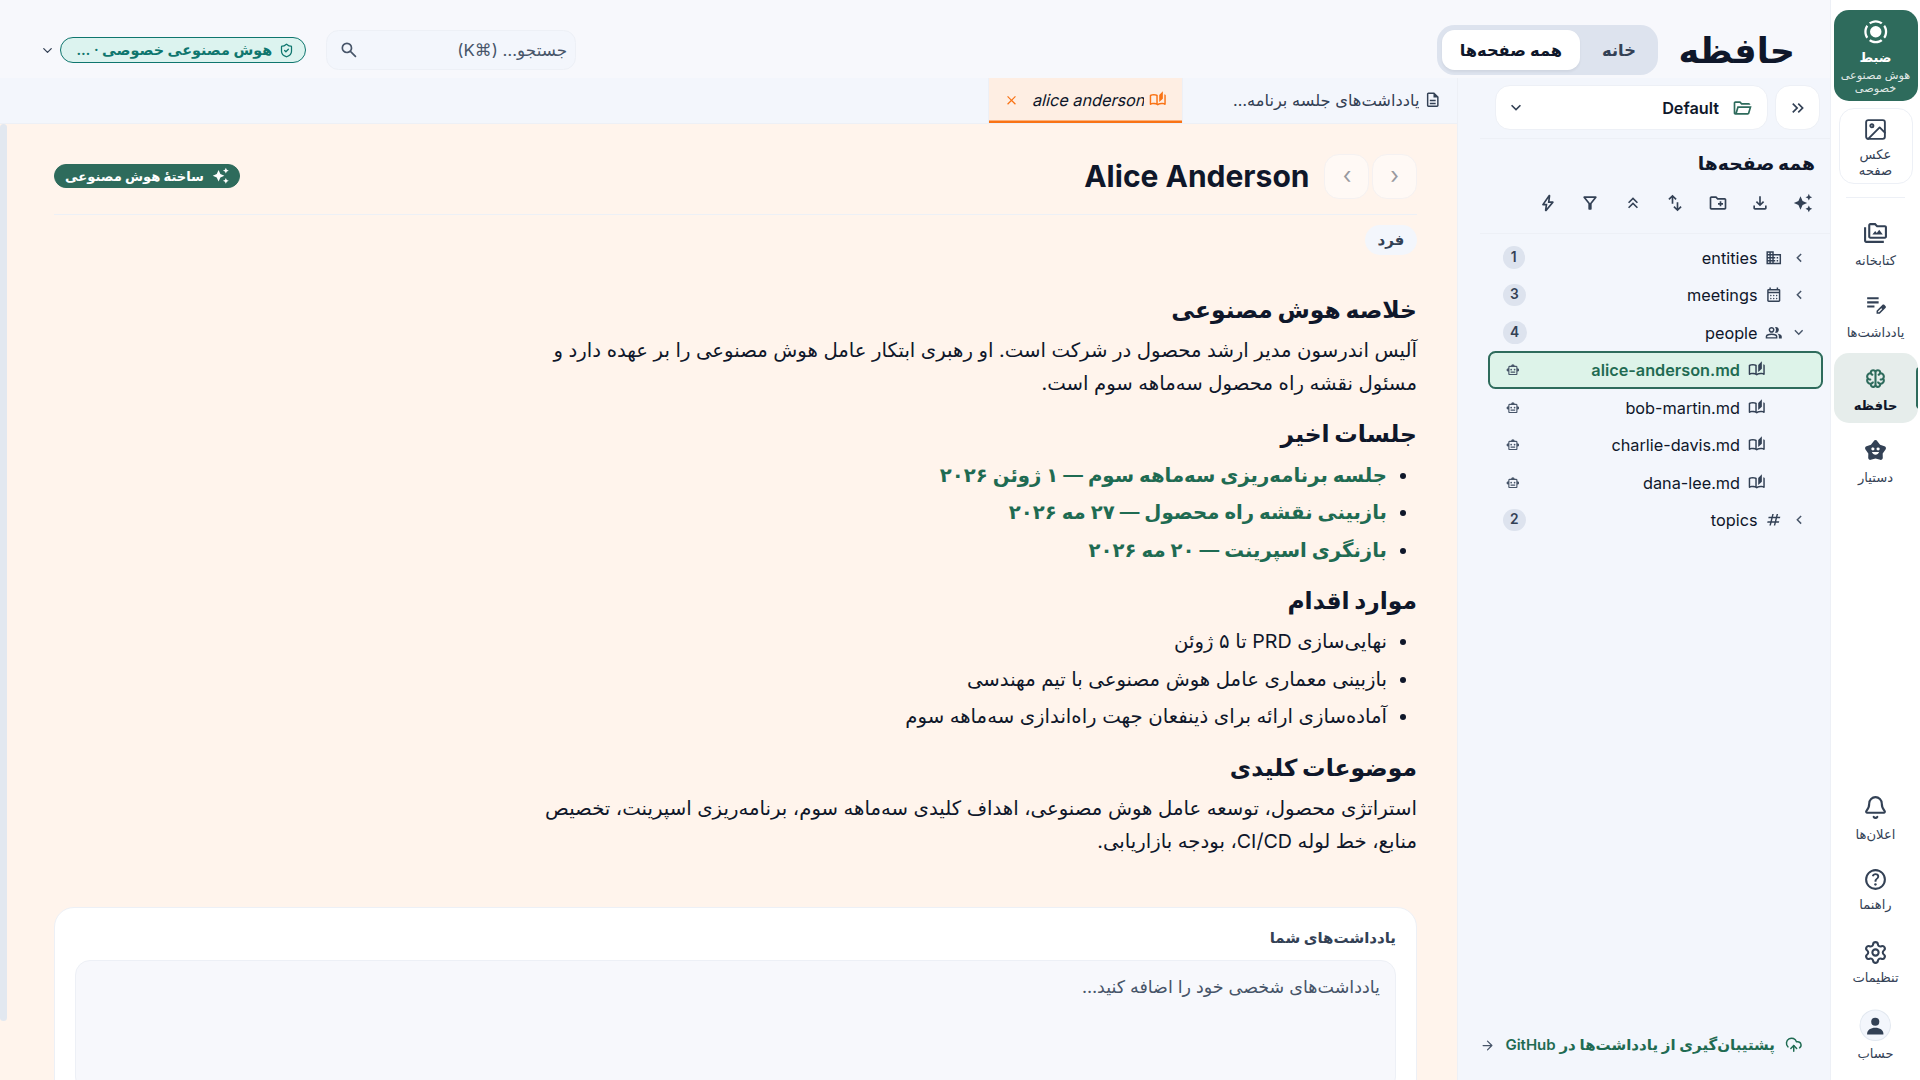 ضبط
هوش مصنوعی
خصوصی
عکس
صفحه
کتابخانه
یادداشت‌ها
حافظه
دستیار
اعلان‌ها
راهنما
تنظیمات
حساب
حافظه
خانه
همه صفحه‌ها
جستجو... (⌘K)
هوش مصنوعی خصوصی · ...
Default
همه صفحه‌ها
entities 1
meetings 3
people 4
alice-anderson.md
bob-martin.md
charlie-davis.md
dana-lee.md
topics 2
پشتیبان‌گیری از یادداشت‌ها در GitHub
یادداشت‌های جلسه برنامه...
alice anderson
Alice Anderson
ساختهٔ هوش مصنوعی
فرد
خلاصه هوش مصنوعی
آلیس اندرسون مدیر ارشد محصول در شرکت است. او رهبری ابتکار عامل هوش مصنوعی را بر عهده دارد و
مسئول نقشه راه محصول سه‌ماهه سوم است.
جلسات اخیر
جلسه برنامه‌ریزی سه‌ماهه سوم — ۱ ژوئن ۲۰۲۶
بازبینی نقشه راه محصول — ۲۷ مه ۲۰۲۶
بازنگری اسپرینت — ۲۰ مه ۲۰۲۶
موارد اقدام
نهایی‌سازی PRD تا ۵ ژوئن
بازبینی معماری عامل هوش مصنوعی با تیم مهندسی
آماده‌سازی ارائه برای ذینفعان جهت راه‌اندازی سه‌ماهه سوم
موضوعات کلیدی
استراتژی محصول، توسعه عامل هوش مصنوعی، اهداف کلیدی سه‌ماهه سوم، برنامه‌ریزی اسپرینت، تخصیص
منابع، خط لوله CI/CD، بودجه بازاریابی.
یادداشت‌های شما
یادداشت‌های شخصی خود را اضافه کنید...